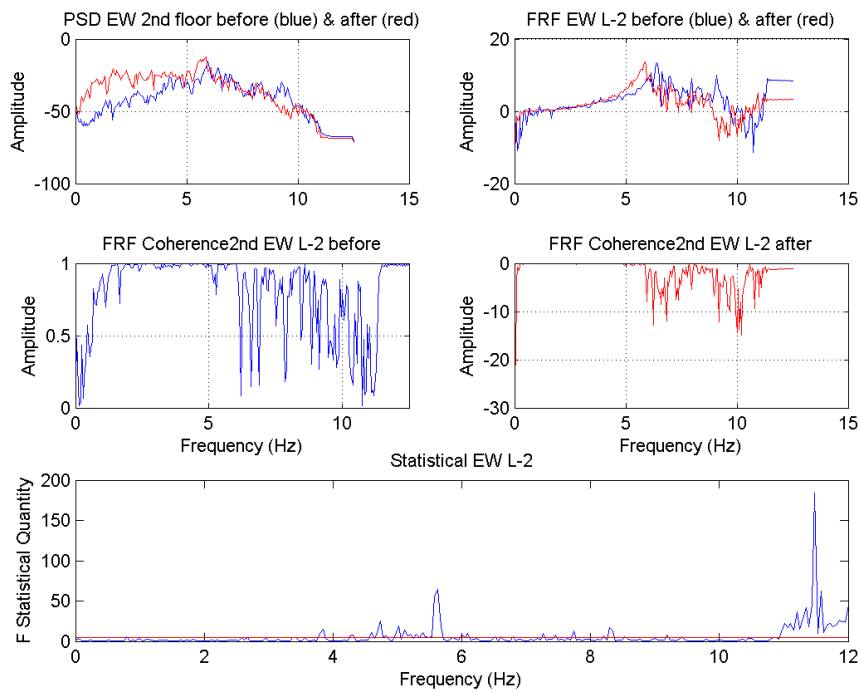 PSD EW 2nd floor before (blue) & after (red)
0
-50
-100
Amplitude
0 5 10 15
FRF EW L-2 before (blue) & after (red)
20
10
0
-20
Amplitude
0 5 10 15
FRF Coherence2nd EW L-2 before
1
0.5
0
Amplitude
0 5 10
Frequency (Hz)
FRF Coherence2nd EW L-2 after
0
-10
-20
-30
Amplitude
0 5 10 15
Frequency (Hz)
Statistical EW L-2
200
150
100
50
0
F Statistical Quantity
0 2 4 6 8 10 12
Frequency (Hz)